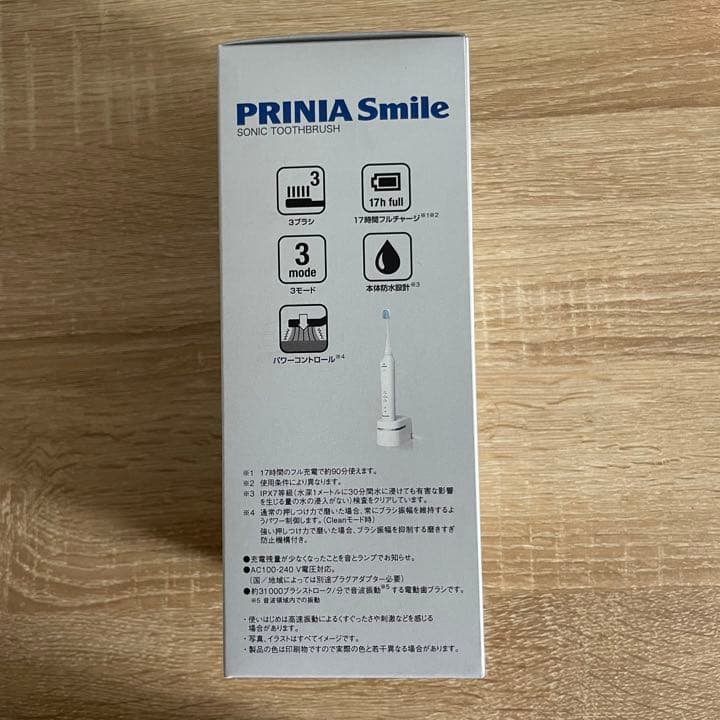 PRINIA Smile
SONIC TOOTHBRUSH
3
17h full
3ブラシ
17時間フルチャージ※1※2
3
mode
3モード
本体防水設計※3
パワーコントロール※4
※1 17時間のフル充電で約90分使えます。
※2 使用条件により異なります。
※3 IPX7等級(水深1メートルに30分間水に浸けても有害な影響
を生じる量の水の浸入がない)検査をクリアしています。
※4 通常の押しつけ力で磨いた場合、常にブラシ振幅を維持するよ
うパワー制御します。(Cleanモード時)
強い押しつけ力で磨いた場合、ブラシ振幅を抑制する磨きすぎ
防止機構付き。
●充電残量が少なくなったことを音とランプでお知らせ。
●AC100-240 V電圧対応。
(国/地域によっては別途プラグアダプター必要)
●約31000ブラシストローク/分で音波振動※5する電動歯ブラシです。
※5 音波領域内での振動
・使いはじめは高速振動によるくすぐったさや刺激などを感じる
場合があります。
・写真、イラストはすべてイメージです。
・製品の色は印刷物ですので実際の色と若干異なる場合があります。